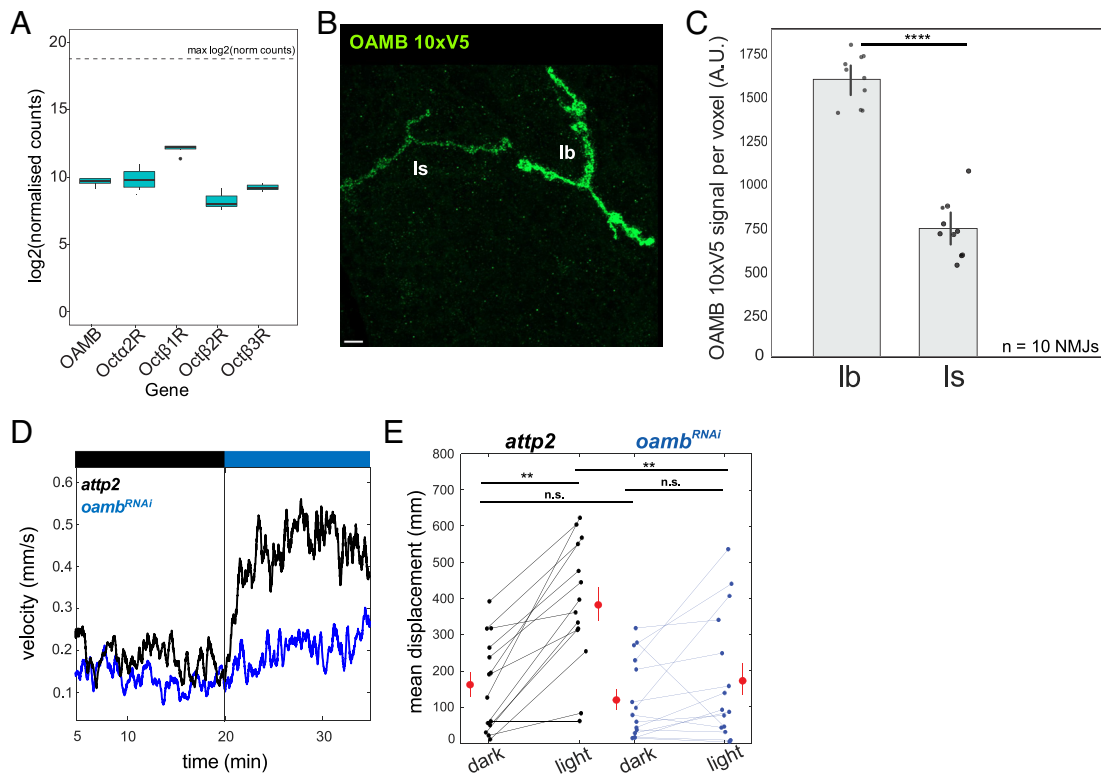 A
max log2(norm counts)
20
15
10
5
0
log2(normalised counts)
OAMB
Octα2R
Octβ1R
Octβ2R
Octβ3R
Gene
B
OAMB 10xV5
Is
Ib
C
****
1750
1500
1250
1000
750
500
250
0
OAMB 10xV5 signal per voxel (A.U.)
n = 10 NMJs
Ib
Is
D
attp2
oambRNAi
0.6
0.5
0.4
0.3
0.2
0.1
velocity (mm/s)
5
10
20
30
time (min)
E
attp2
oambRNAi
800
700
600
500
400
300
200
100
0
mean displacement (mm)
**
**
n.s.
n.s.
dark
light
dark
light